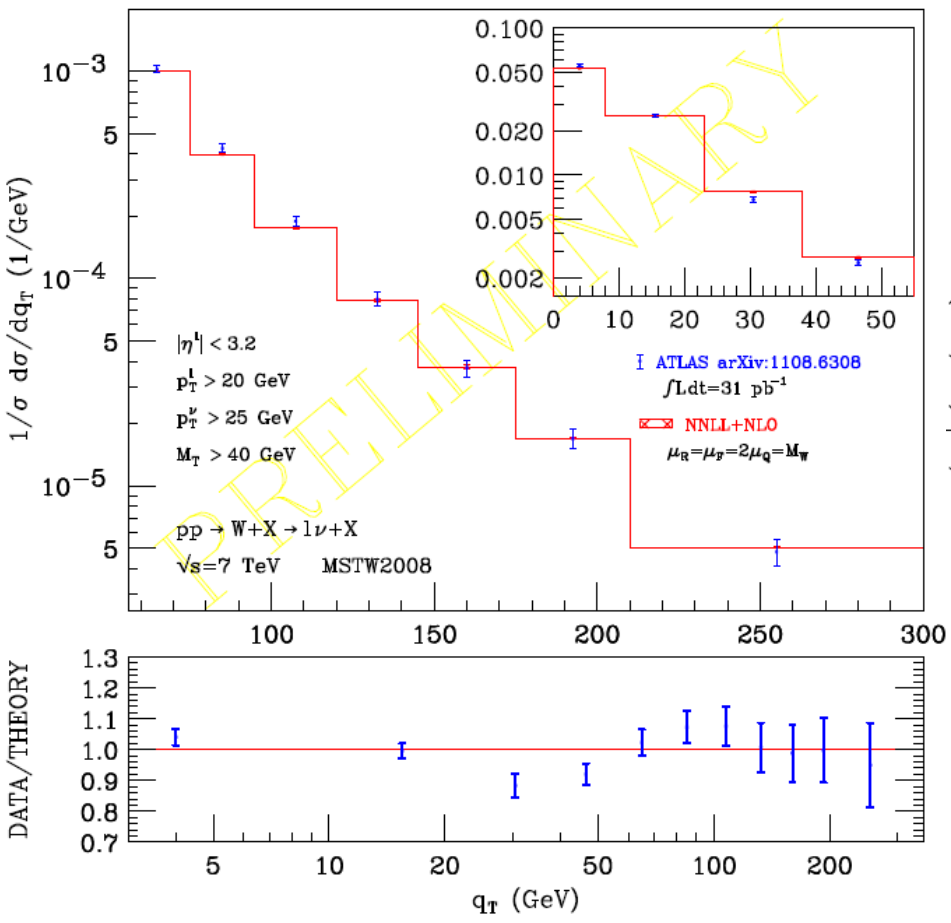 1/σ dσ/dq_T (1/GeV)
10⁻³
5
10⁻⁴
5
10⁻⁵
5
100
150
200
250
300
PRELIMINARY
0.100
0.050
0.020
0.010
0.005
0.002
0
10
20
30
40
50
|ηˡ| < 3.2
p_Tˡ > 20 GeV
p_T^ν > 25 GeV
M_T > 40 GeV
ATLAS arXiv:1108.6308
∫Ldt=31 pb⁻¹
NNLL+NLO
μ_R=μ_F=2μ_Q=M_W
pp → W+X → lν+X
√s=7 TeV MSTW2008
DATA/THEORY
1.3
1.2
1.1
1.0
0.9
0.8
0.7
5
10
20
50
100
200
q_T (GeV)